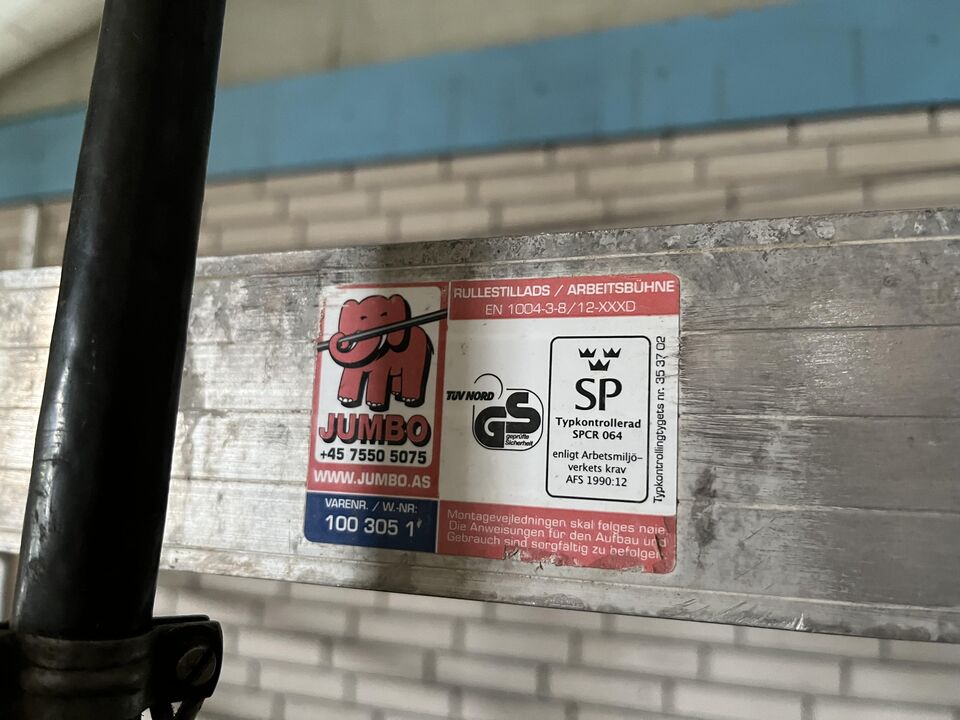 JUMBO
+45 7550 5075
WWW.JUMBO.AS
VARENR. / W.-NR:
100 305 1
RULLESTILLADS / ARBEITSBÜHNE
EN 1004-3-8/12-XXXD
TUV NORD
GS
geprüfte
Sicherheit
SP
Typkontrollerad
SPCR 064
enligt Arbetsmiljö-
verkets krav
AFS 1990:12
Typkontrollintygets nr. 35 37 02
Montagevejledningen skal følges nøje.
Die Anweisungen für den Aufbau und
Gebrauch sind sorgfältig zu befolgen.